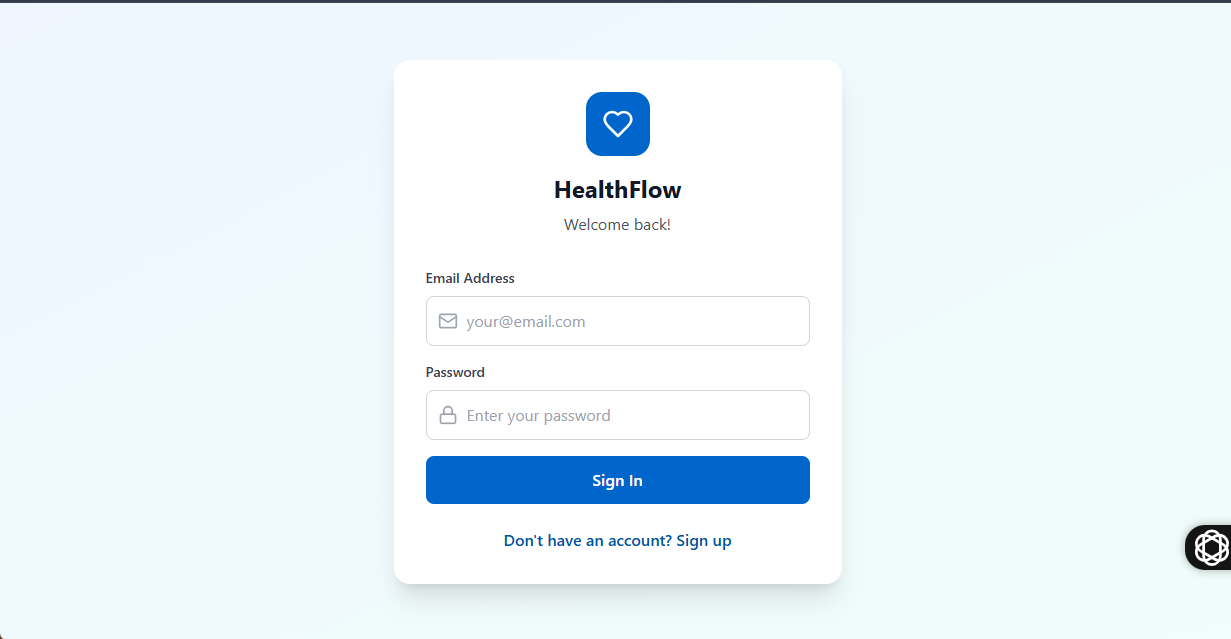 HealthFlow
Welcome back!
Email Address
your@email.com
Password
Enter your password
Sign In
Don't have an account? Sign up